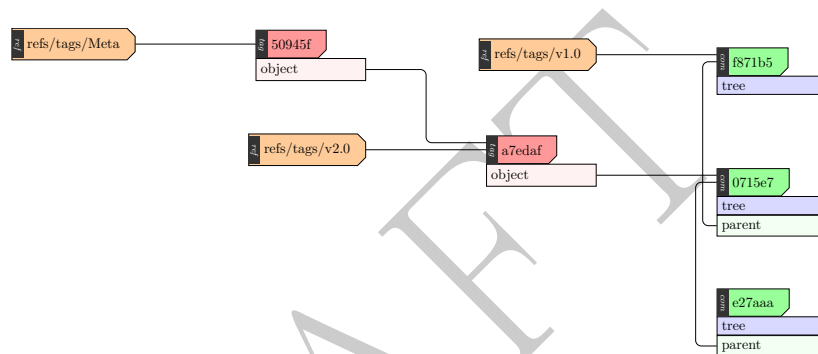 ref refs/tags/Meta
tag 50945f
object
ref refs/tags/v1.0
com f871b5
tree
ref refs/tags/v2.0
tag a7edaf
object
com 0715e7
tree
parent
com e27aaa
tree
parent
AFT